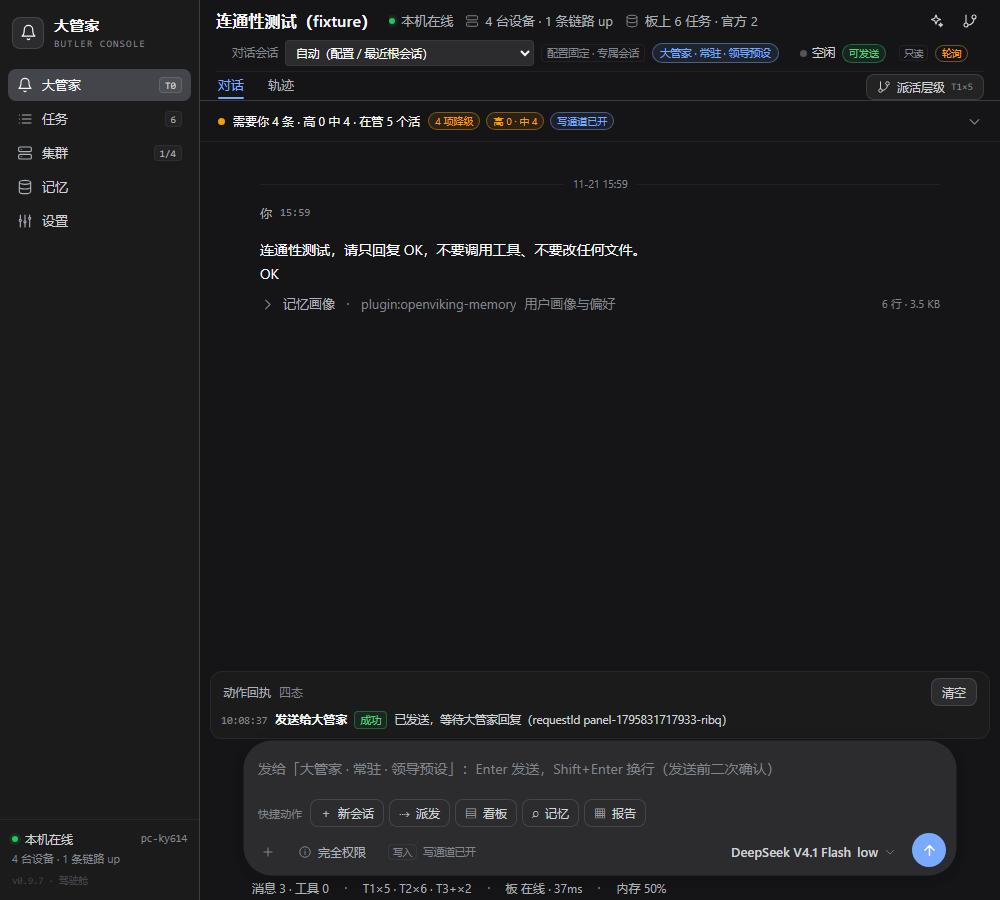 大管家
BUTLER CONSOLE
大管家 T0
任务 6
集群 1/4
记忆
设置
本机在线 pc-ky614
4 台设备 · 1 条链路 up
v0.9.7 · 驾驶舱
连通性测试（fixture） 本机在线 4 台设备 · 1 条链路 up 板上 6 任务 · 官方 2
对话会话 自动（配置 / 最近根会话） 配置固定 · 专属会话 大管家 · 常驻 · 领导预设 空闲 可发送 只读 轮询
对话 轨迹 派活层级 T1×5
需要你 4 条 · 高 0 中 4 · 在管 5 个活 4 项降级 高 0 · 中 4 写通道已开
11-21 15:59
你 15:59
连通性测试，请只回复 OK，不要调用工具、不要改任何文件。
OK
记忆画像 · plugin:openviking-memory 用户画像与偏好 6 行 · 3.5 KB
动作回执 四态 清空
10:08:37 发送给大管家 成功 已发送，等待大管家回复（requestId panel-1795831717933-ribq）
发给「大管家 · 常驻 · 领导预设」：Enter 发送，Shift+Enter 换行（发送前二次确认）
快捷动作 + 新会话 派发 看板 记忆 报告
+ 完全权限 写入 写通道已开 DeepSeek V4.1 Flash low
消息 3 · 工具 0 · T1×5 · T2×6 · T3+×2 · 板 在线 · 37ms · 内存 50%